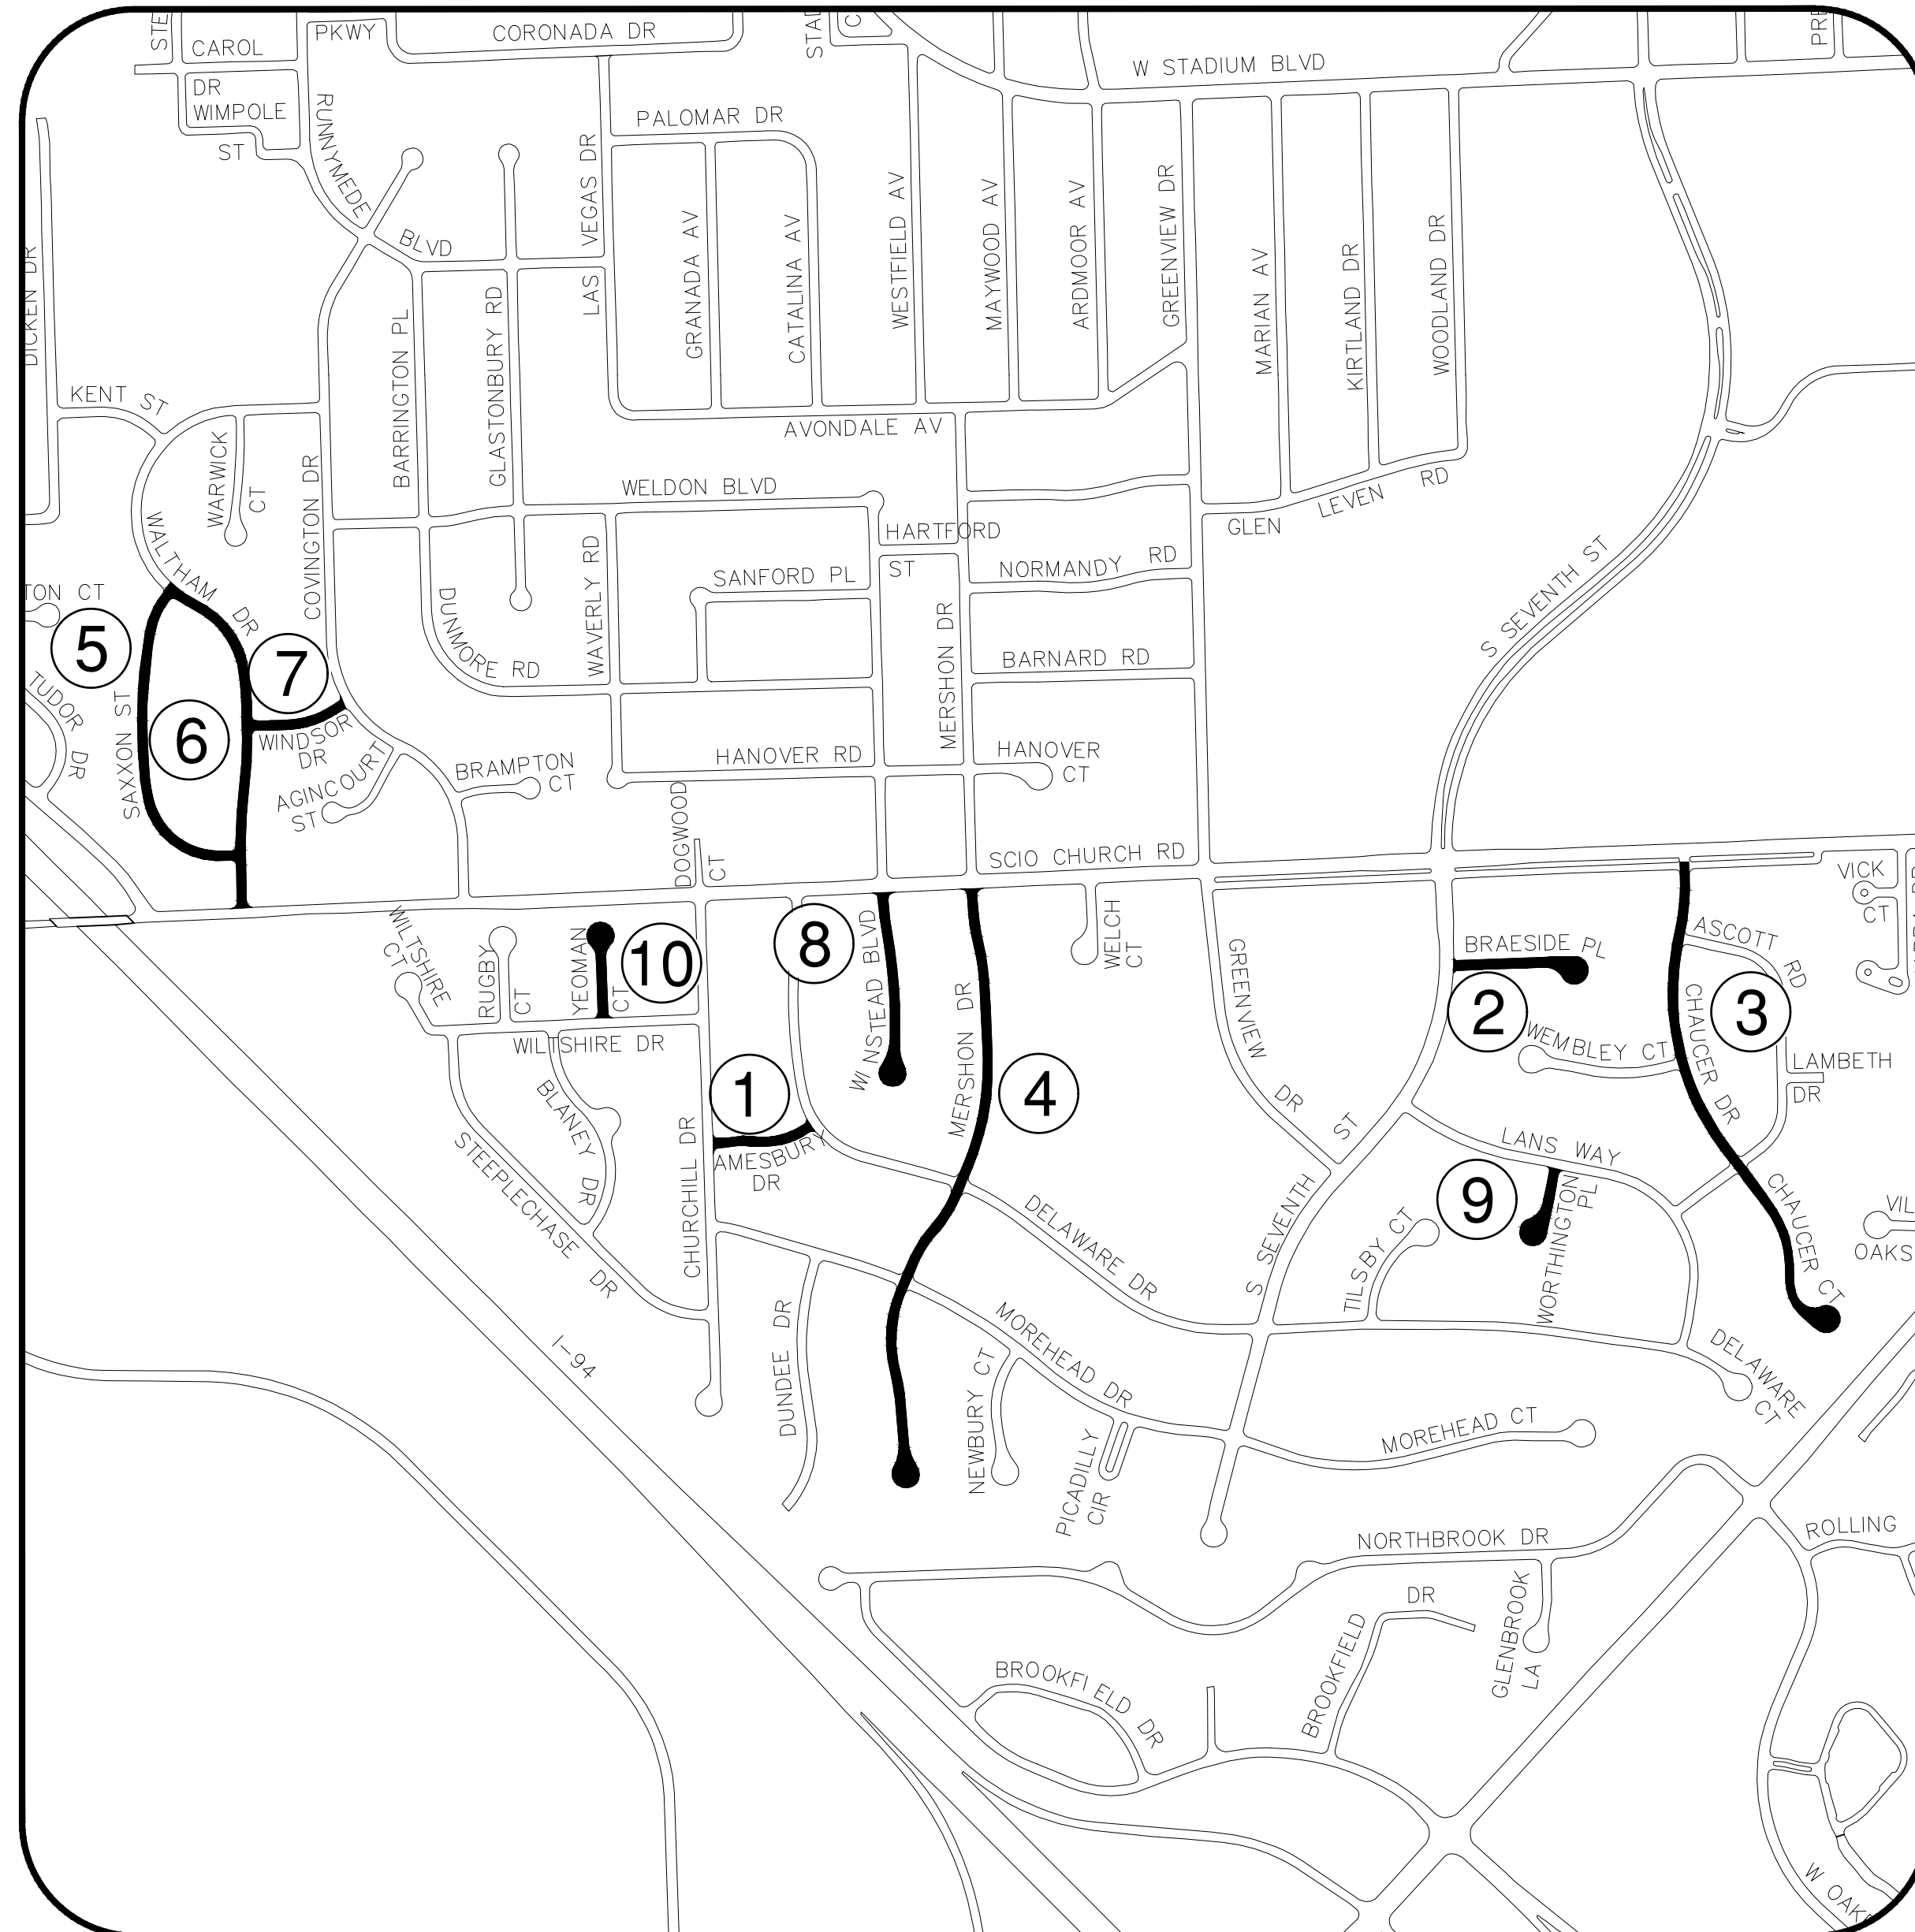 STE
CAROL
DR
PKWY
CORONADA DR
STAD
C
W STADIUM BLVD
PRE
WIMPOLE
ST
RUNNYMEDE
BLVD
PALOMAR DR
LAS VEGAS DR
GRANADA AV
CATALINA AV
WESTFIELD AV
MAYWOOD AV
ARDMOOR AV
GREENVIEW DR
MARIAN AV
KIRTLAND DR
WOODLAND DR
DICKEN DR
KENT ST
WARWICK
CT
COVINGTON DR
BARRINGTON PL
GLASTONBURY RD
AVONDALE AV
WELDON BLVD
GLEN LEVEN RD
HARTFORD
ST
NORMANDY RD
WALTHAM DR
TON CT
DUNMORE RD
WAVERLY RD
SANFORD PL
MERSHON DR
BARNARD RD
S SEVENTH ST
5
7
6
TUDOR DR
SAXXON ST
WINDSOR
DR
AGINCOURT
ST
BRAMPTON
CT
HANOVER RD
HANOVER
CT
DOGWOOD
CT
SCIO CHURCH RD
VICK
CT
WILTSHIRE
CT
RUGBY
CT
YEOMAN
CT
10
8
WINSTEAD BLVD
WELCH
CT
GREENVIEW DR
BRAESIDE PL
ASCOTT RD
2
3
WEMBLEY CT
CHAUCER DR
LAMBETH
DR
WILTSHIRE DR
BLANEY DR
STEEPLECHASE DR
CHURCHILL DR
1
AMESBURY
DR
MERSHON DR
4
S SEVENTH ST
LANS WAY
9
WORTHINGTON
PL
CHAUCER CT
VIL
OAKS
DELAWARE DR
TILSBY CT
DELAWARE
CT
I-94
DUNDEE DR
MOREHEAD DR
NEWBURY CT
PICADILLY
CIR
MOREHEAD CT
NORTHBROOK DR
ROLLING
BROOKFIELD DR
BROOKFIELD
DR
GLENBROOK
LA
W OAK